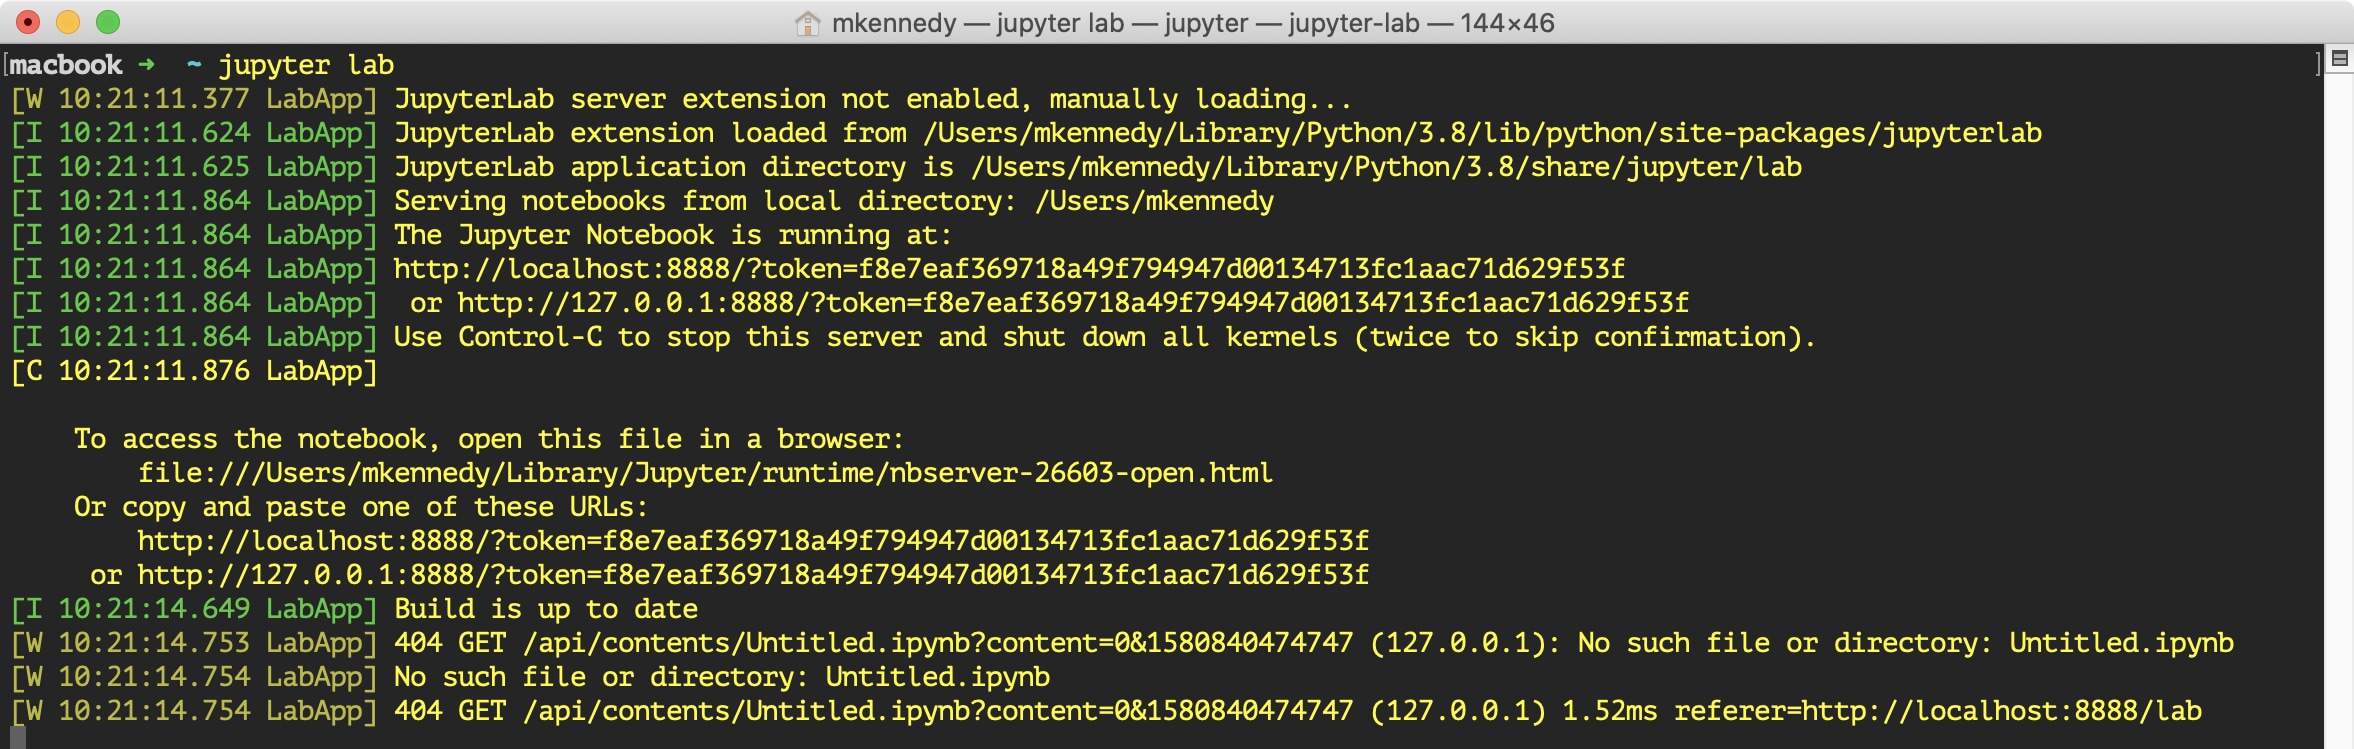 mkennedy — jupyter lab — jupyter — jupyter-lab — 144×46
[macbook → ~ jupyter lab ]
[W 10:21:11.377 LabApp] JupyterLab server extension not enabled, manually loading...
[I 10:21:11.624 LabApp] JupyterLab extension loaded from /Users/mkennedy/Library/Python/3.8/lib/python/site-packages/jupyterlab
[I 10:21:11.625 LabApp] JupyterLab application directory is /Users/mkennedy/Library/Python/3.8/share/jupyter/lab
[I 10:21:11.864 LabApp] Serving notebooks from local directory: /Users/mkennedy
[I 10:21:11.864 LabApp] The Jupyter Notebook is running at:
[I 10:21:11.864 LabApp] http://localhost:8888/?token=f8e7eaf369718a49f794947d00134713fc1aac71d629f53f
[I 10:21:11.864 LabApp]  or http://127.0.0.1:8888/?token=f8e7eaf369718a49f794947d00134713fc1aac71d629f53f
[I 10:21:11.864 LabApp] Use Control-C to stop this server and shut down all kernels (twice to skip confirmation).
[C 10:21:11.876 LabApp]
    To access the notebook, open this file in a browser:
        file:///Users/mkennedy/Library/Jupyter/runtime/nbserver-26603-open.html
    Or copy and paste one of these URLs:
        http://localhost:8888/?token=f8e7eaf369718a49f794947d00134713fc1aac71d629f53f
     or http://127.0.0.1:8888/?token=f8e7eaf369718a49f794947d00134713fc1aac71d629f53f
[I 10:21:14.649 LabApp] Build is up to date
[W 10:21:14.753 LabApp] 404 GET /api/contents/Untitled.ipynb?content=0&1580840474747 (127.0.0.1): No such file or directory: Untitled.ipynb
[W 10:21:14.754 LabApp] No such file or directory: Untitled.ipynb
[W 10:21:14.754 LabApp] 404 GET /api/contents/Untitled.ipynb?content=0&1580840474747 (127.0.0.1) 1.52ms referer=http://localhost:8888/lab